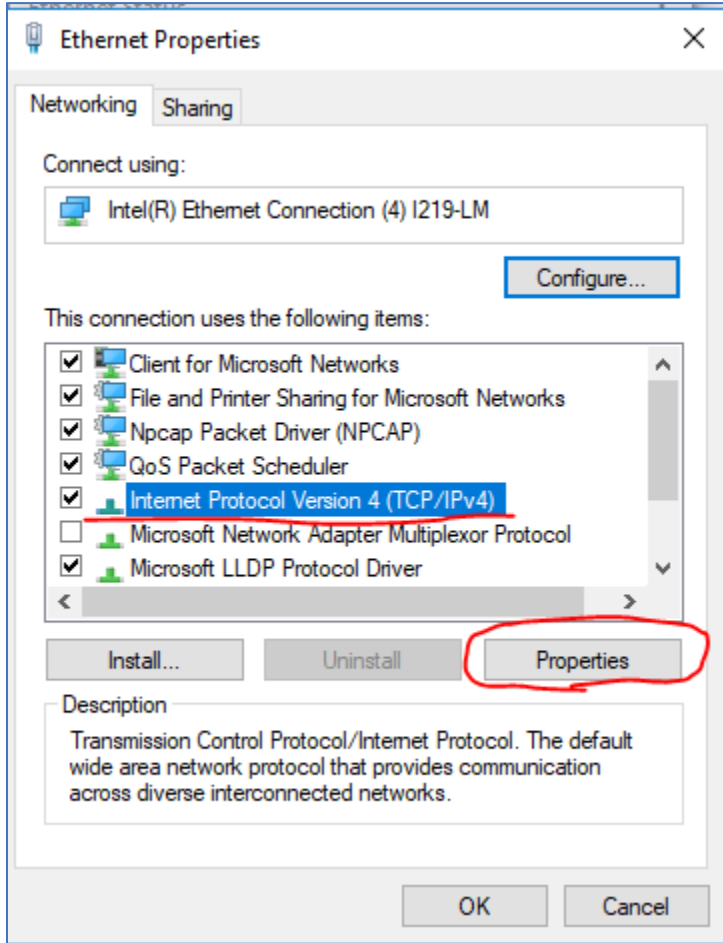 Ethernet Status
Ethernet Properties
Networking Sharing
Connect using:
Intel(R) Ethernet Connection (4) I219-LM
Configure...
This connection uses the following items:
Client for Microsoft Networks
File and Printer Sharing for Microsoft Networks
Npcap Packet Driver (NPCAP)
QoS Packet Scheduler
Internet Protocol Version 4 (TCP/IPv4)
Microsoft Network Adapter Multiplexor Protocol
Microsoft LLDP Protocol Driver
Install... Uninstall Properties
Description
Transmission Control Protocol/Internet Protocol. The default
wide area network protocol that provides communication
across diverse interconnected networks.
OK Cancel